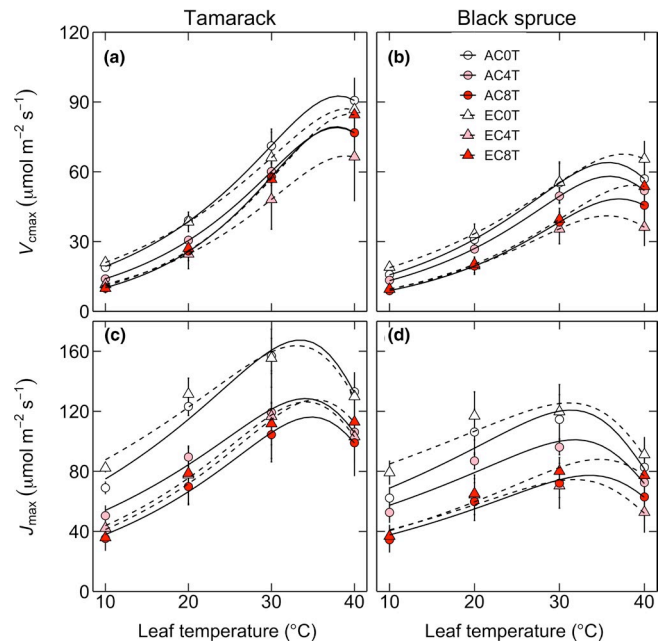 Tamarack
Black spruce
120
90
60
30
0
Vcmax (μmol m−2 s−1)
(a)
(b)
AC0T
AC4T
AC8T
EC0T
EC4T
EC8T
160
120
80
40
0
Jmax (μmol m−2 s−1)
(c)
(d)
10 20 30 40 10 20 30 40
Leaf temperature (°C) Leaf temperature (°C)